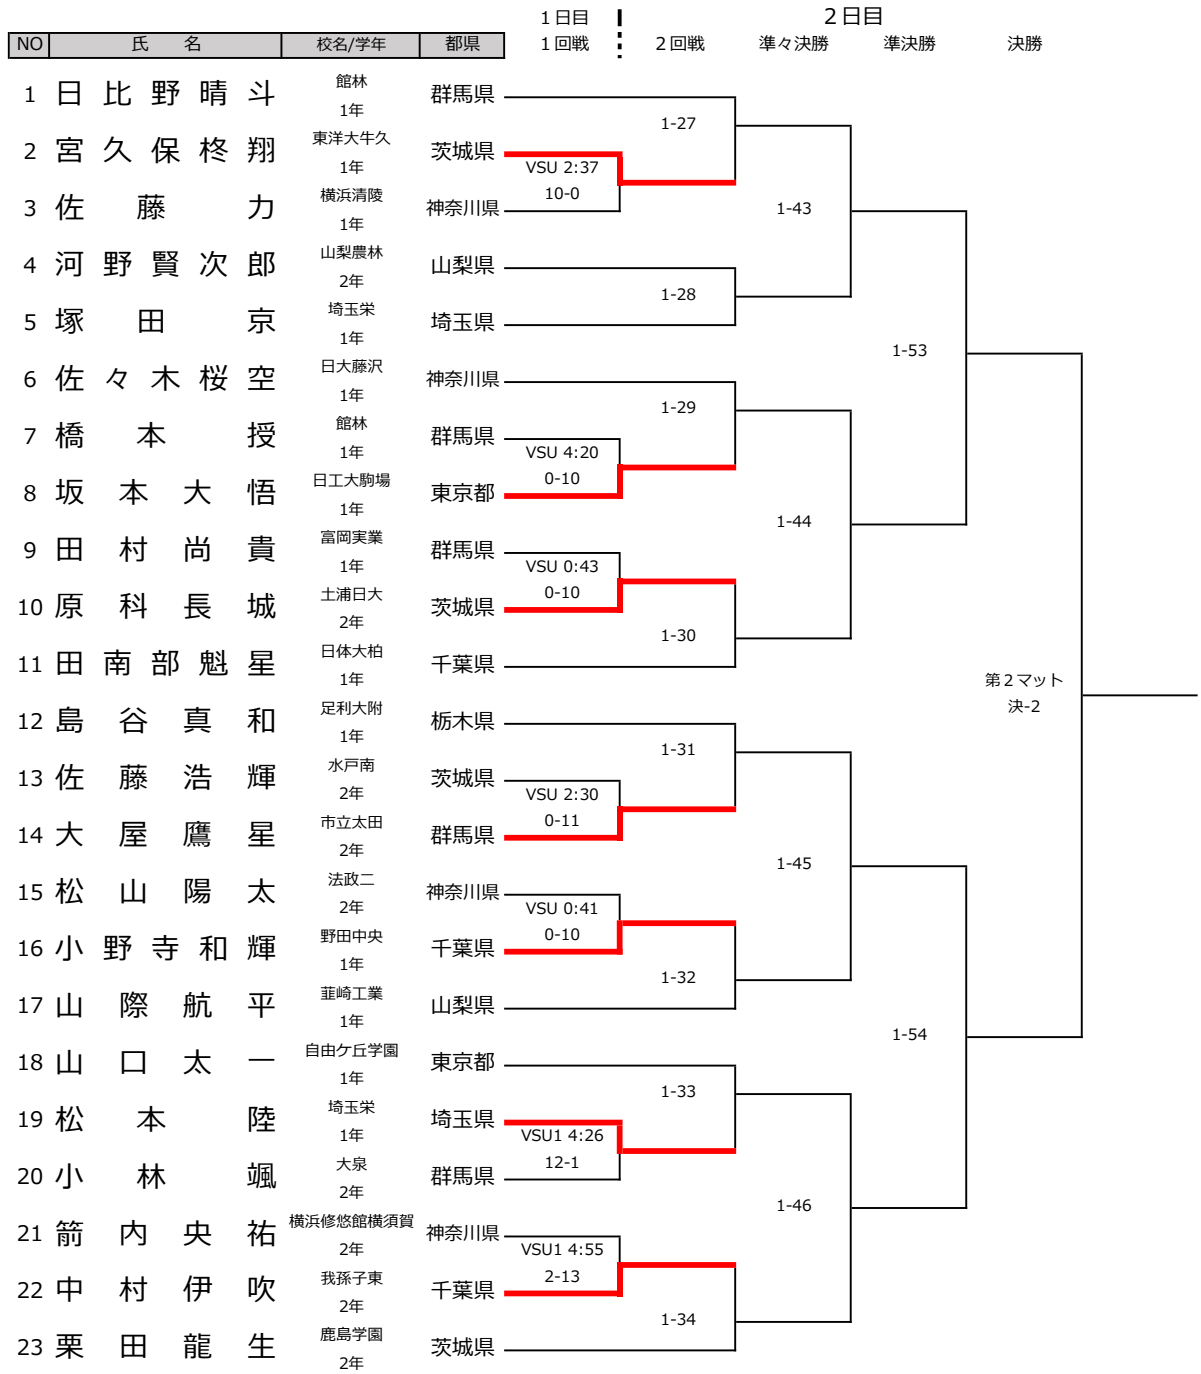 1日目 2日目
NO 氏 名 校名/学年 都県 1回戦 2回戦 準々決勝 準決勝 決勝
1 日比野晴斗 館林 1年 群馬県
1-27
2 宮久保柊翔 東洋大牛久 1年 茨城県
VSU 2:37
10-0
3 佐藤力 横浜清陵 1年 神奈川県
1-43
4 河野賢次郎 山梨農林 2年 山梨県
1-28
5 塚田京 埼玉栄 1年 埼玉県
1-53
6 佐々木桜空 日大藤沢 1年 神奈川県
1-29
7 橋本授 館林 1年 群馬県
VSU 4:20
0-10
8 坂本大悟 日工大駒場 1年 東京都
1-44
9 田村尚貴 富岡実業 1年 群馬県
VSU 0:43
0-10
10 原科長城 土浦日大 2年 茨城県
1-30
11 田南部魁星 日体大柏 1年 千葉県
第2マット
決-2
12 島谷真和 足利大附 1年 栃木県
1-31
13 佐藤浩輝 水戸南 2年 茨城県
VSU 2:30
0-11
14 大屋鷹星 市立太田 2年 群馬県
1-45
15 松山陽太 法政二 2年 神奈川県
VSU 0:41
0-10
16 小野寺和輝 野田中央 1年 千葉県
1-32
17 山際航平 韮崎工業 1年 山梨県
1-54
18 山口太一 自由ケ丘学園 1年 東京都
1-33
19 松本陸 埼玉栄 1年 埼玉県
VSU1 4:26
12-1
20 小林颯 大泉 2年 群馬県
1-46
21 箭内央祐 横浜修悠館横須賀 2年 神奈川県
VSU1 4:55
2-13
22 中村伊吹 我孫子東 2年 千葉県
1-34
23 栗田龍生 鹿島学園 2年 茨城県